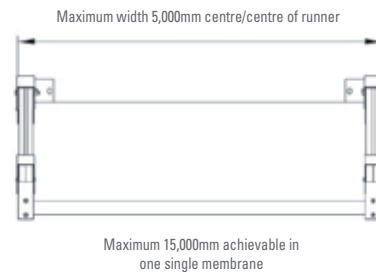 Maximum width 5,000mm centre/centre of runner
Maximum 15,000mm achievable in
one single membrane